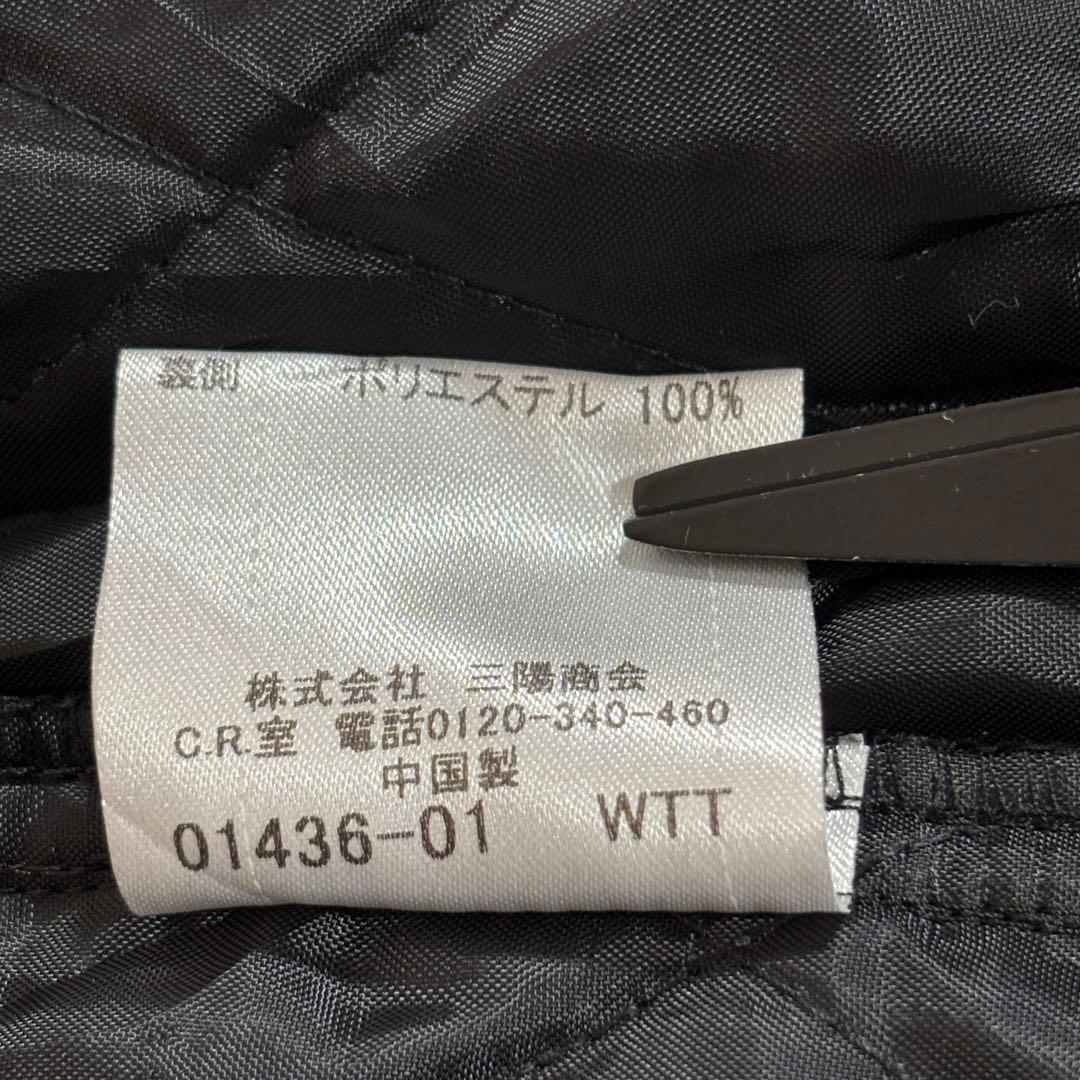 裏側 ポリエステル 100%
株式会社 三陽商会
C.R.室 電話0120-340-460
中国製
01436-01 WTT